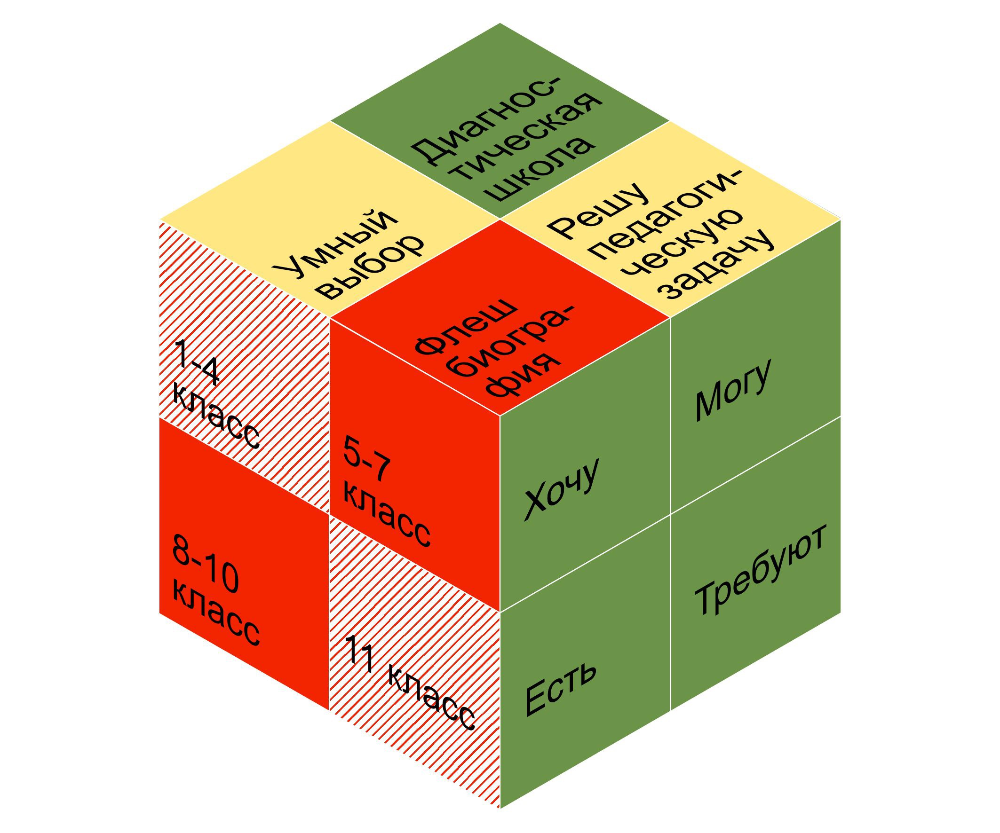 Диагнос-
тическая
школа
Умный
выбор
Решу
педагоги-
ческую
задачу
Флеш
биогра-
фия
1-4
класс
5-7
класс
8-10
класс
11 класс
Хочу
Могу
Есть
Требуют